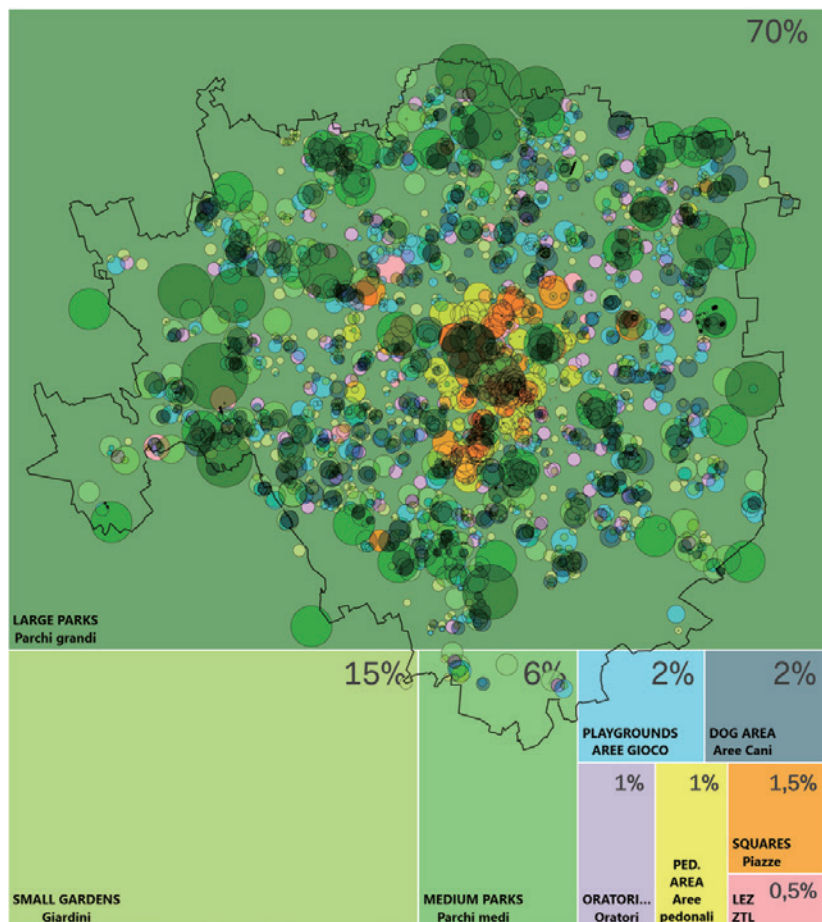 70%
LARGE PARKS
Parchi grandi
15%
SMALL GARDENS
Giardini
6%
MEDIUM PARKS
Parchi medi
2%
PLAYGROUNDS
AREE GIOCO
2%
DOG AREA
Aree Cani
1%
ORATORI...
Oratori
1%
PED.
AREA
Aree
pedonali
1,5%
SQUARES
Piazze
0,5%
LEZ
ZTL